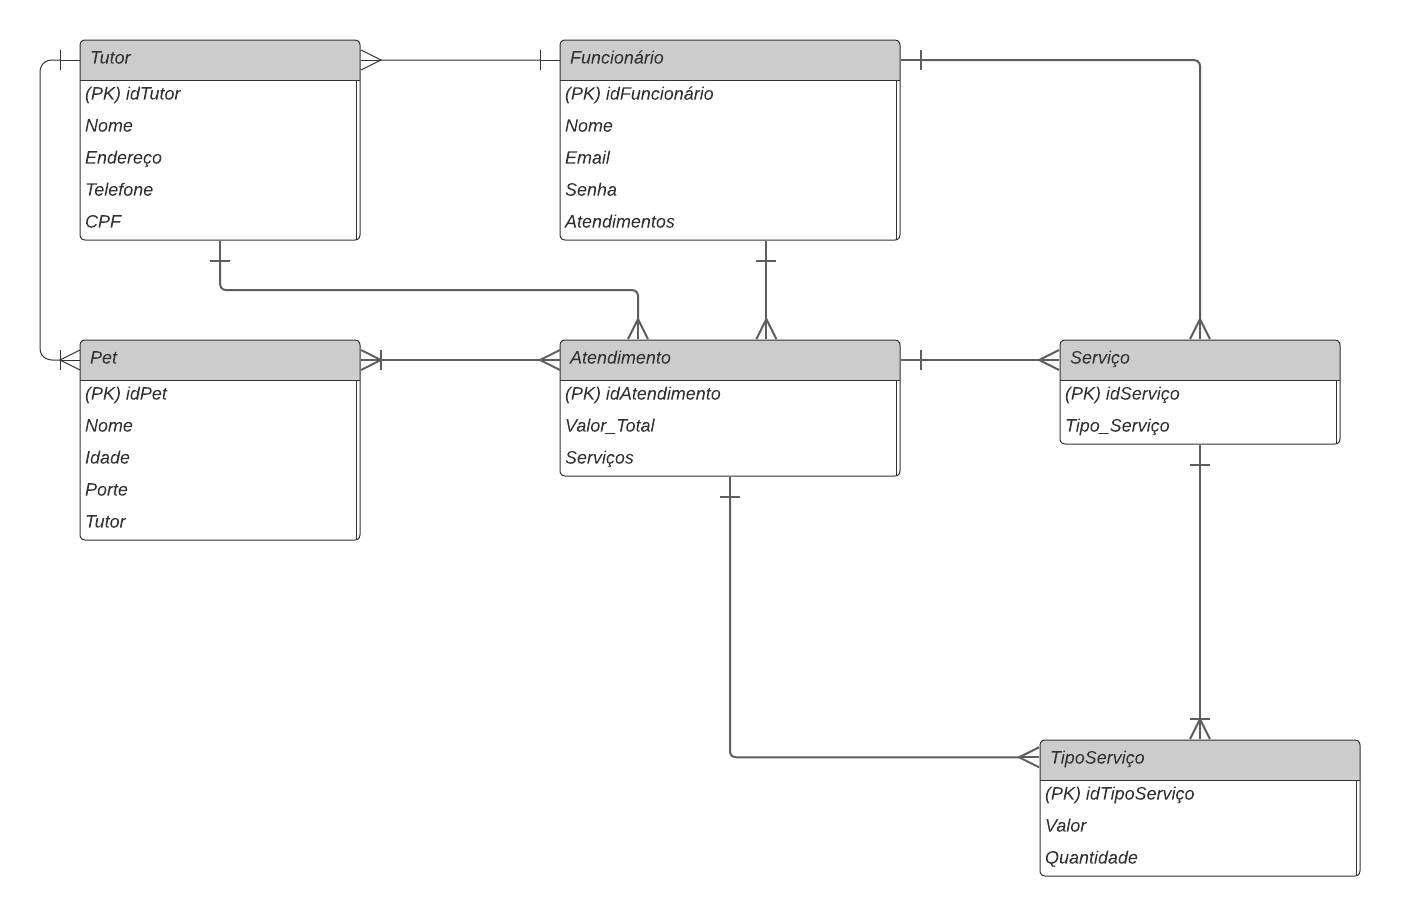 Tutor
(PK) idTutor
Nome
Endereço
Telefone
CPF
Funcionário
(PK) idFuncionário
Nome
Email
Senha
Atendimentos
Pet
(PK) idPet
Nome
Idade
Porte
Tutor
Atendimento
(PK) idAtendimento
Valor_Total
Serviços
Serviço
(PK) idServiço
Tipo_Serviço
TipoServiço
(PK) idTipoServiço
Valor
Quantidade